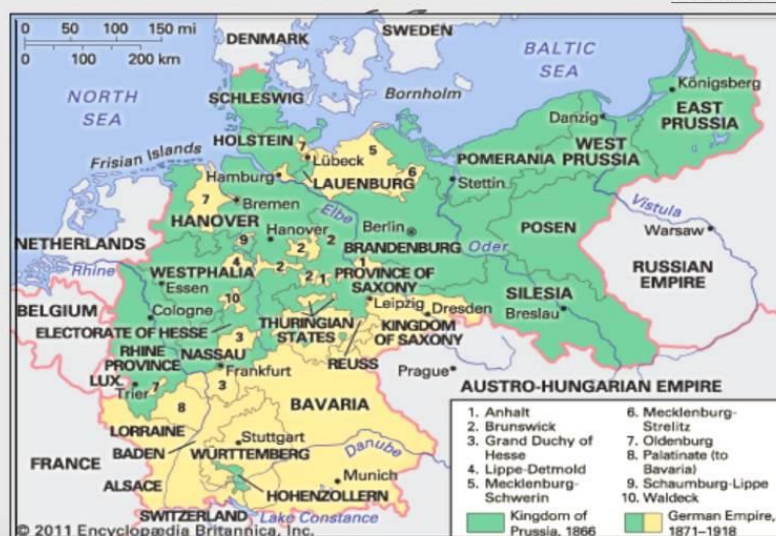 0 50 100 150 mi
0 100 200 km
DENMARK
SWEDEN
BALTIC
SEA
NORTH
SEA
Bornholm
SCHLESWIG
Königsberg
EAST
PRUSSIA
Danzig
WEST
PRUSSIA
HOLSTEIN
7
Lübeck
5
6
POMERANIA
Frisian Islands
Hamburg
LAUENBURG
Stettin
7
Bremen
HANOVER
Elbe
Vistula
NETHERLANDS
9
Hanover
2
Berlin
BRANDENBURG
POSEN
Warsaw
Oder
Rhine
4
WESTPHALIA
2
2
1
1
PROVINCE OF
SAXONY
RUSSIAN
EMPIRE
Essen
10
BELGIUM
Cologne
Leipzig
Dresden
SILESIA
Breslau
ELECTORATE OF HESSE
THURINGIAN
STATES
KINGDOM
OF SAXONY
RHINE
PROVINCE
NASSAU
3
REUSS
LUX.
Trier
7
Frankfurt
Prague
AUSTRO-HUNGARIAN EMPIRE
3
8
BAVARIA
LORRAINE
BADEN
Stuttgart
WÜRTTEMBERG
Danube
FRANCE
ALSACE
Munich
HOHENZOLLERN
SWITZERLAND
Lake Constance
1. Anhalt
2 Brunswick
3. Grand Duchy of
Hesse
4. Lippe-Detmold
5. Mecklenburg-
Schwerin
6. Mecklenburg-
Strelitz
7. Oldenburg
8. Palatinate (to
Bavaria)
9. Schaumburg-Lippe
10. Waldeck
Kingdom of
Prussia, 1866
German Empire,
1871–1918
© 2011 Encyclopædia Britannica, Inc.